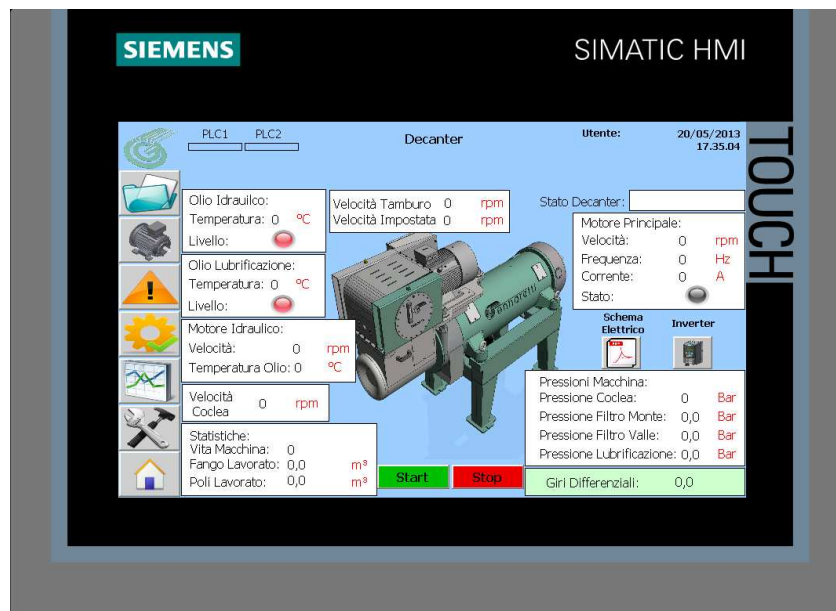 SIEMENS
SIMATIC HMI
TOUCH
PLC1 PLC2
Decanter
Utente:
20/05/2013
17.35.04
Olio Idrauilco:
Temperatura: 0 °C
Livello:
Velocità Tamburo 0 rpm
Velocità Impostata 0 rpm
Stato Decanter:
Motore Principale:
Velocità: 0 rpm
Frequenza: 0 Hz
Corrente: 0 A
Stato:
Olio Lubrificazione:
Temperatura: 0 °C
Livello:
Motore Idraulico:
Velocità: 0 rpm
Temperatura Olio: 0 °C
Schema
Elettrico
Inverter
Velocità
Coclea 0 rpm
Pressioni Macchina:
Pressione Coclea: 0 Bar
Pressione Filtro Monte: 0,0 Bar
Pressione Filtro Valle: 0,0 Bar
Pressione Lubrificazione: 0,0 Bar
Statistiche:
Vita Macchina: 0
Fango Lavorato: 0,0 m³
Poli Lavorato: 0,0 m³
Start
Stop
Giri Differenziali: 0,0